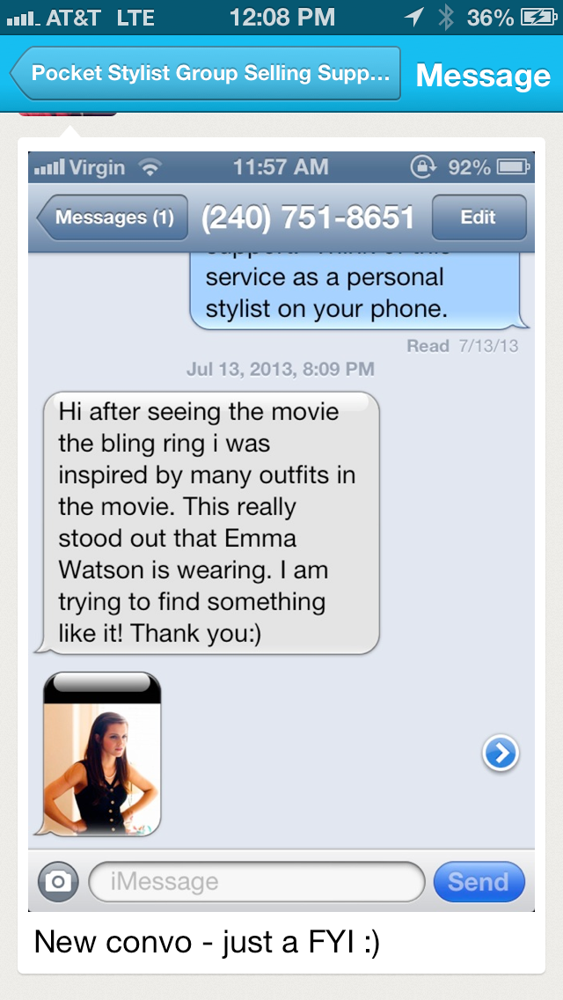 AT&T LTE 12:08 PM 36%
Pocket Stylist Group Selling Supp... Message
Virgin 11:57 AM 92%
Messages (1) (240) 751-8651 Edit
service as a personal
stylist on your phone.
Read 7/13/13
Jul 13, 2013, 8:09 PM
Hi after seeing the movie
the bling ring i was
inspired by many outfits in
the movie. This really
stood out that Emma
Watson is wearing. I am
trying to find something
like it! Thank you:)
iMessage Send
New convo - just a FYI :)